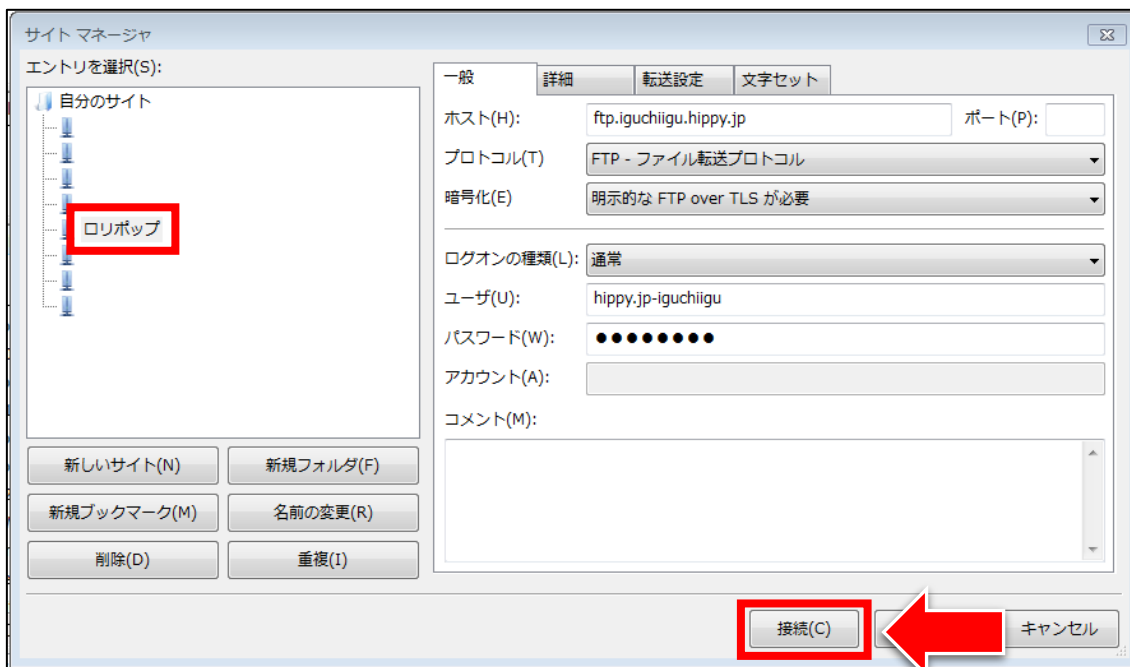 サイト マネージャ
エントリを選択(S):
自分のサイト
ロリポップ
新しいサイト(N)
新規フォルダ(F)
新規ブックマーク(M)
名前の変更(R)
削除(D)
重複(I)
一般
詳細
転送設定
文字セット
ホスト(H): ftp.iguchiigu.hippy.jp ポート(P):
プロトコル(T) FTP - ファイル転送プロトコル
暗号化(E) 明示的な FTP over TLS が必要
ログオンの種類(L): 通常
ユーザ(U): hippy.jp-iguchiigu
パスワード(W): ●●●●●●●●
アカウント(A):
コメント(M):
接続(C)
キャンセル